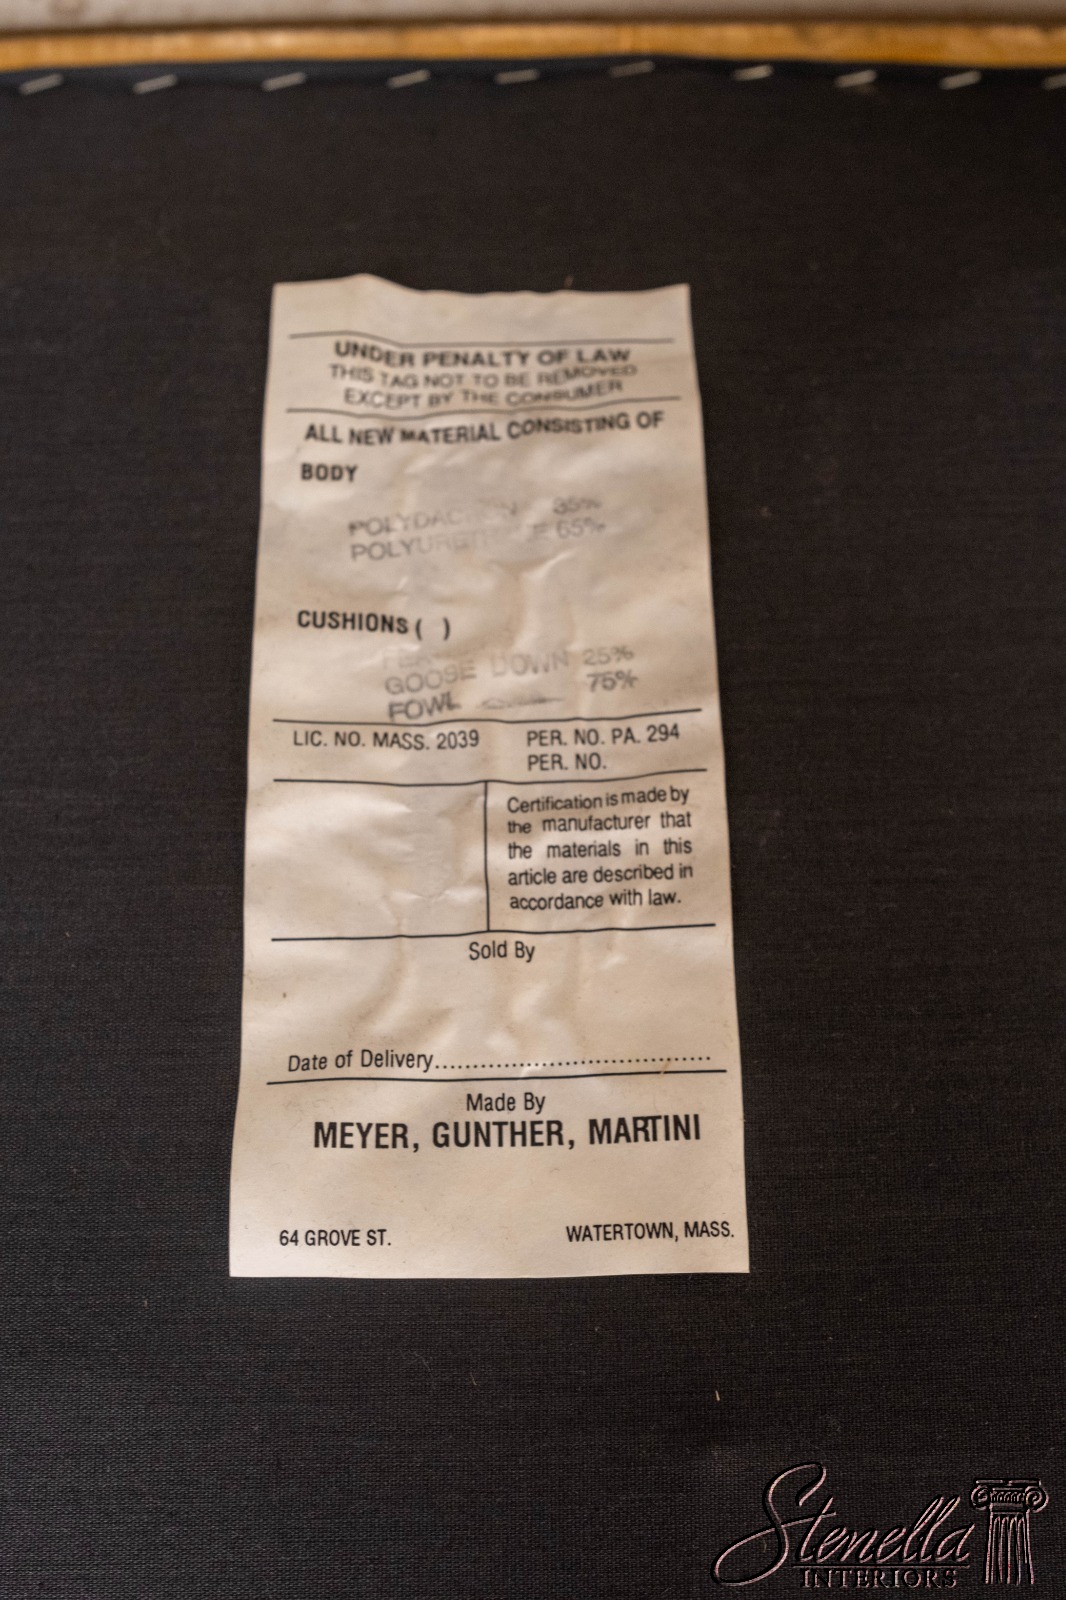 UNDER PENALTY OF LAW
THIS TAG NOT TO BE REMOVED
EXCEPT BY THE CONSUMER
ALL NEW MATERIAL CONSISTING OF
BODY
35%
65%
CUSHIONS ( )
GOOSE DOWN 25%
FOWL 75%
LIC. NO. MASS. 2039
PER. NO. PA. 294
PER. NO.
Certification is made by
the manufacturer that
the materials in this
article are described in
accordance with law.
Sold By
Date of Delivery....................................
Made By
MEYER, GUNTHER, MARTINI
64 GROVE ST.
WATERTOWN, MASS.
Stenella
INTERIORS